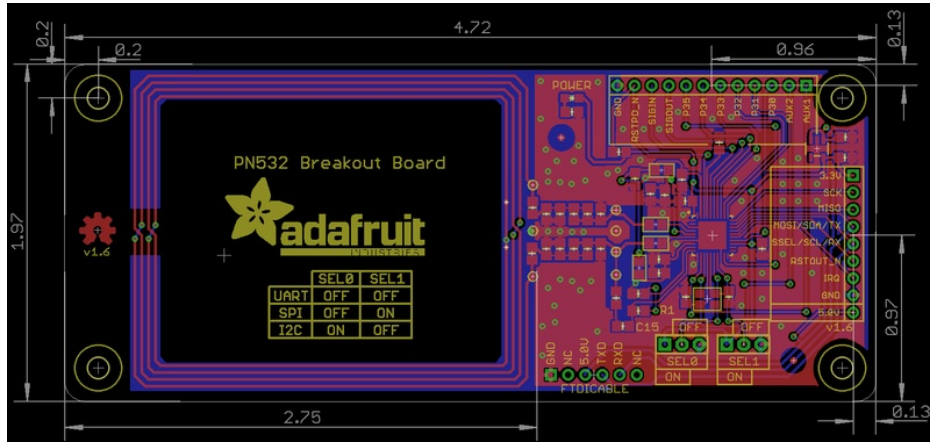 4.72
0.2
0.2
0.96
0.13
1.97
0.97
2.75
0.13
POWER
GND
RSTPD_N
SIGIN
SIGOUT
P35
P34
P33
P32
P31
P30
AUX2
AUX1
PN532 Breakout Board
adafruit
INDUSTRIES
v1.6
SEL0 SEL1
UART OFF OFF
SPI OFF ON
I2C ON OFF
3.3V
SCK
MISO
MOSI/SDA/TX
SSEL/SCL/RX
RSTOUT_N
IRQ
GND
5.0V
v1.6
R1
C15
OFF OFF
SEL0 SEL1
ON ON
GND
NC
5.0V
TXD
RXD
NC
FTDICABLE